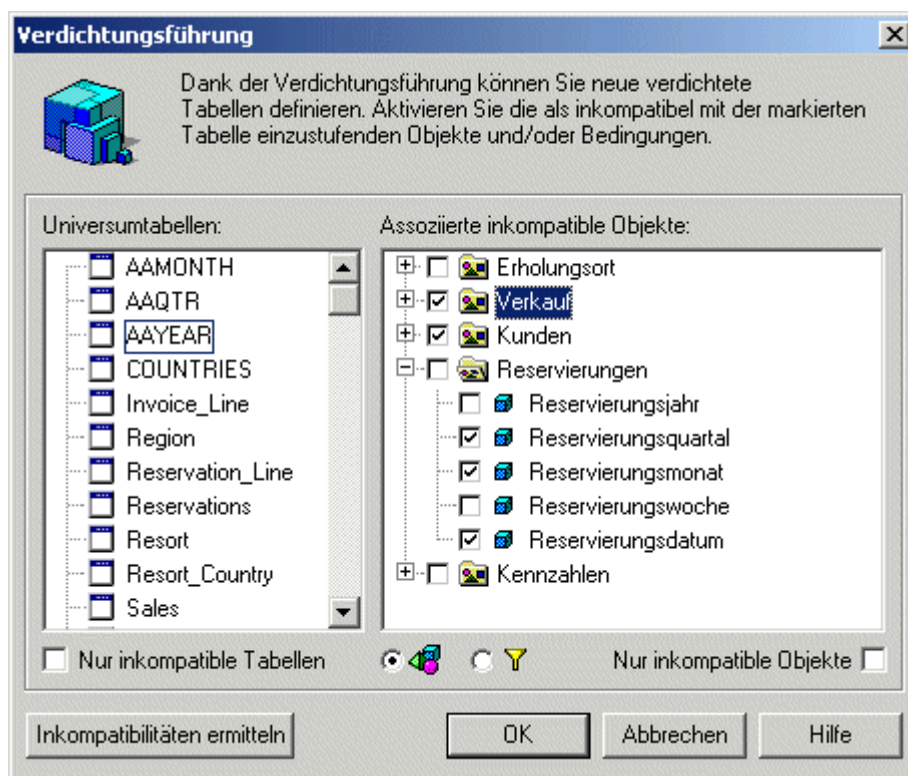 Verdichtungsführung
Dank der Verdichtungsführung können Sie neue verdichtete
Tabellen definieren. Aktivieren Sie die als inkompatibel mit der markierten
Tabelle einzustufenden Objekte und/oder Bedingungen.
Universumtabellen:
AAMONTH
AAQTR
AAYEAR
COUNTRIES
Invoice_Line
Region
Reservation_Line
Reservations
Resort
Resort_Country
Sales
Assoziierte inkompatible Objekte:
Erholungsort
Verkauf
Kunden
Reservierungen
Reservierungsjahr
Reservierungsquartal
Reservierungsmonat
Reservierungswoche
Reservierungsdatum
Kennzahlen
Nur inkompatible Tabellen
Nur inkompatible Objekte
Inkompatibilitäten ermitteln
OK
Abbrechen
Hilfe